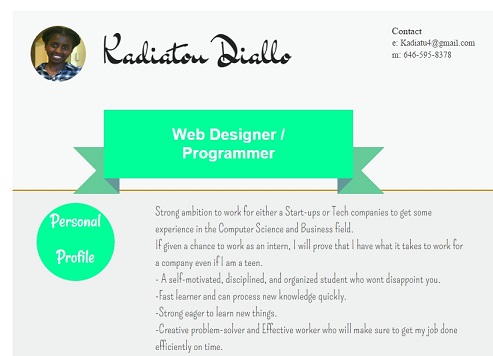 Kadiatou Diallo
Contact
e: Kadiatu4@gmail.com
m: 646-595-8378
Web Designer /
Programmer
Personal
Profile
Strong ambition to work for either a Start-ups or Tech companies to get some
experience in the Computer Science and Business field.
If given a chance to work as an intern, I will prove that I have what it takes to work for
a company even if I am a teen.
- A self-motivated, disciplined, and organized student who wont disappoint you.
-Fast learner and can process new knowledge quickly.
-Strong eager to learn new things.
-Creative problem-solver and Effective worker who will make sure to get my job done
efficiently on time.